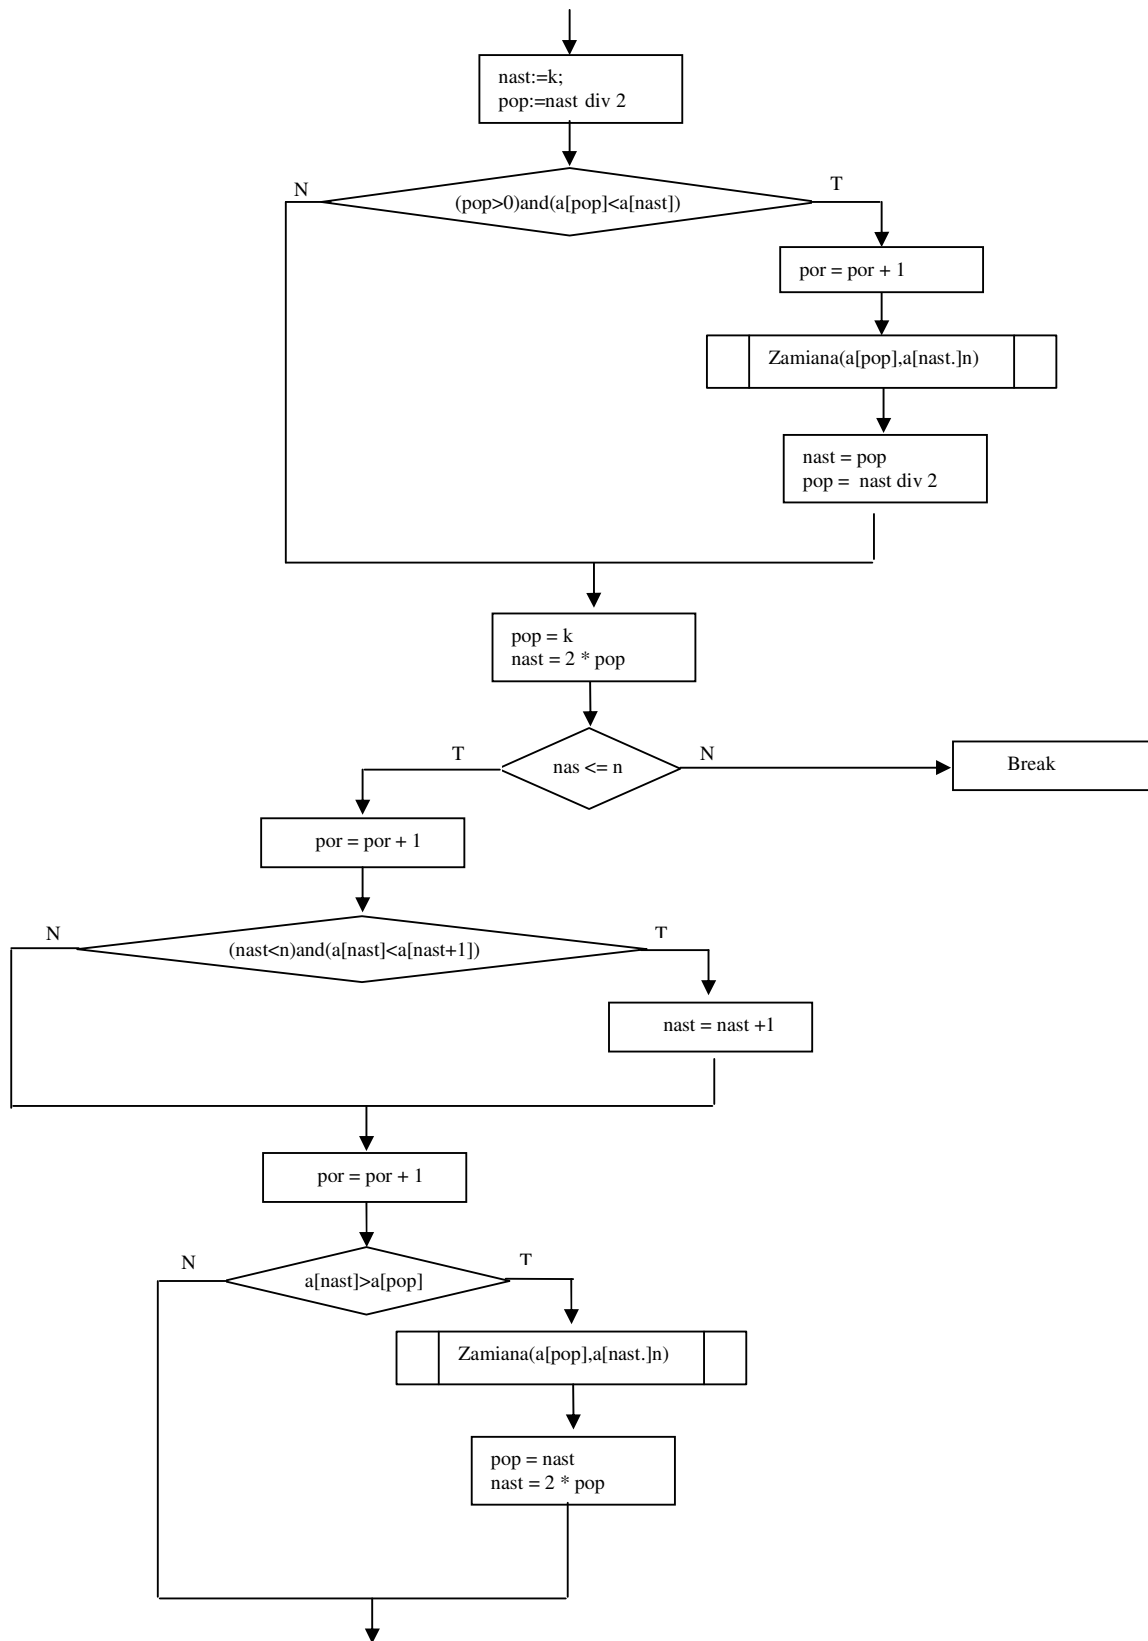 nast:=k;
pop:=nast div 2
N
T
(pop>0)and(a[pop]<a[nast])
por = por + 1
Zamiana(a[pop],a[nast.]n)
nast = pop
pop = nast div 2
pop = k
nast = 2 * pop
T
N
nas <= n
Break
por = por + 1
N
T
(nast<n)and(a[nast]<a[nast+1])
nast = nast +1
por = por + 1
N
T
a[nast]>a[pop]
Zamiana(a[pop],a[nast.]n)
pop = nast
nast = 2 * pop